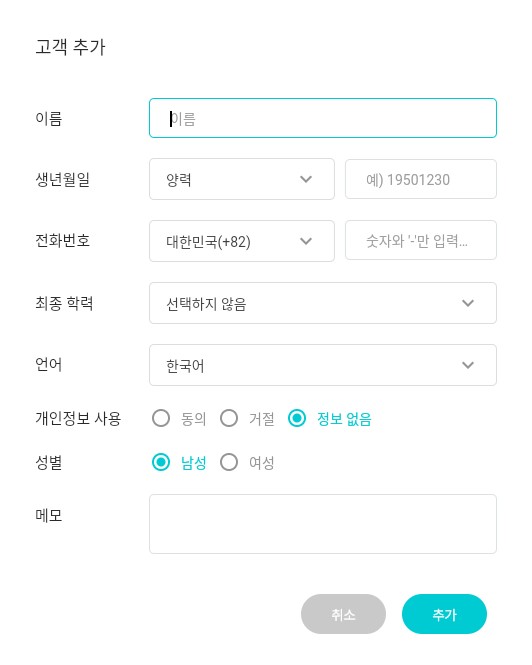 고객 추가
이름 이름
생년월일 양력 예) 19501230
전화번호 대한민국(+82) 숫자와 '-'만 입력...
최종 학력 선택하지 않음
언어 한국어
개인정보 사용 동의 거절 정보 없음
성별 남성 여성
메모
취소 추가